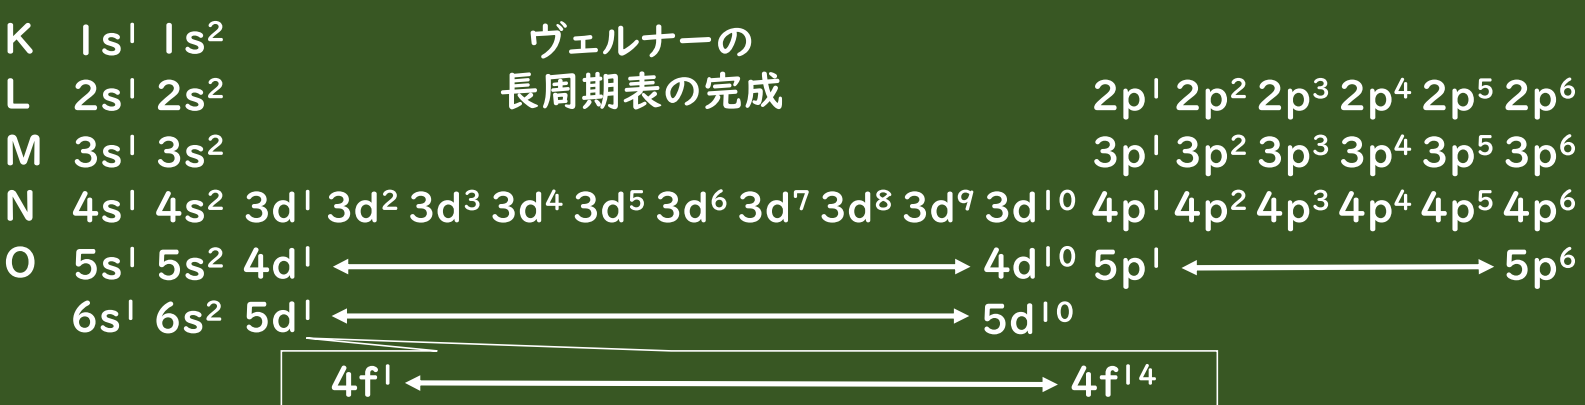 K 1s¹ 1s² ヴェルナーの
長周期表の完成
L 2s¹ 2s² 2p¹ 2p² 2p³ 2p⁴ 2p⁵ 2p⁶
M 3s¹ 3s² 3p¹ 3p² 3p³ 3p⁴ 3p⁵ 3p⁶
N 4s¹ 4s² 3d¹ 3d² 3d³ 3d⁴ 3d⁵ 3d⁶ 3d⁷ 3d⁸ 3d⁹ 3d¹⁰ 4p¹ 4p² 4p³ 4p⁴ 4p⁵ 4p⁶
O 5s¹ 5s² 4d¹ 4d¹⁰ 5p¹ 5p⁶
6s¹ 6s² 5d¹ 5d¹⁰
4f¹ 4f¹⁴